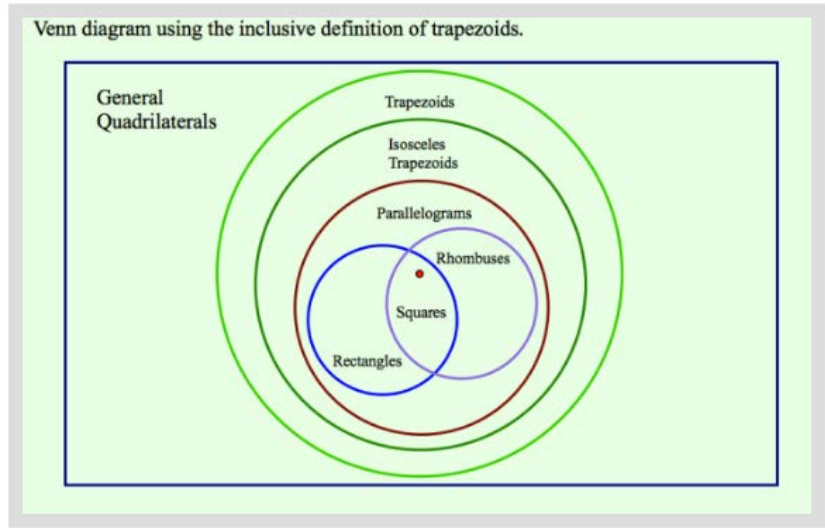 Venn diagram using the inclusive definition of trapezoids.
General
Quadrilaterals
Trapezoids
Isosceles
Trapezoids
Parallelograms
Rhombuses
Squares
Rectangles